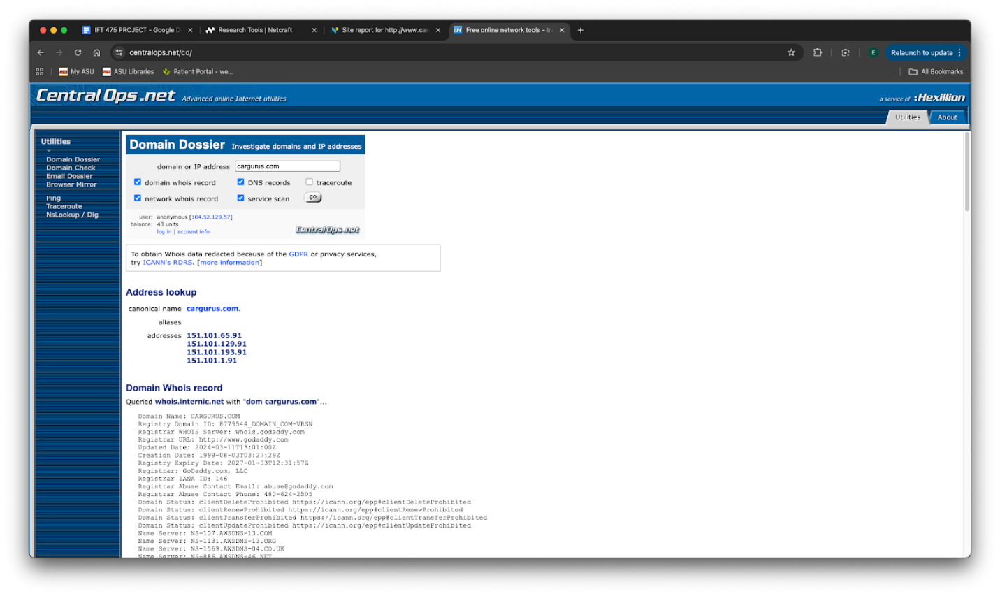 IFT 475 PROJECT - Google D
Research Tools | Netcraft
Site report for http://www.car
Free online network tools - tr
centralops.net/co/
E
Relaunch to update
My ASU
ASU Libraries
Patient Portal - we...
All Bookmarks
Central Ops .net Advanced online Internet utilities
a service of :Hexillion
Utilities About
Utilities
Domain Dossier
Domain Check
Email Dossier
Browser Mirror
Ping
Traceroute
NsLookup / Dig
Domain Dossier Investigate domains and IP addresses
domain or IP address cargurus.com
domain whois record DNS records traceroute
network whois record service scan go
user: anonymous [104.52.129.57]
balance: 43 units
log in | account info
CentralOps.net
To obtain Whois data redacted because of the GDPR or privacy services,
try ICANN's RDRS. [more information]
Address lookup
canonical name cargurus.com.
aliases
addresses 151.101.65.91
151.101.129.91
151.101.193.91
151.101.1.91
Domain Whois record
Queried whois.internic.net with "dom cargurus.com"...
Domain Name: CARGURUS.COM
Registry Domain ID: 8779544_DOMAIN_COM-VRSN
Registrar WHOIS Server: whois.godaddy.com
Registrar URL: http://www.godaddy.com
Updated Date: 2024-03-11T13:01:00Z
Creation Date: 1999-08-03T03:27:29Z
Registry Expiry Date: 2027-01-03T12:31:57Z
Registrar: GoDaddy.com, LLC
Registrar IANA ID: 146
Registrar Abuse Contact Email: abuse@godaddy.com
Registrar Abuse Contact Phone: 480-624-2505
Domain Status: clientDeleteProhibited https://icann.org/epp#clientDeleteProhibited
Domain Status: clientRenewProhibited https://icann.org/epp#clientRenewProhibited
Domain Status: clientTransferProhibited https://icann.org/epp#clientTransferProhibited
Domain Status: clientUpdateProhibited https://icann.org/epp#clientUpdateProhibited
Name Server: NS-107.AWSDNS-13.COM
Name Server: NS-1131.AWSDNS-13.ORG
Name Server: NS-1569.AWSDNS-04.CO.UK
Name Server: NS-886.AWSDNS-46.NET